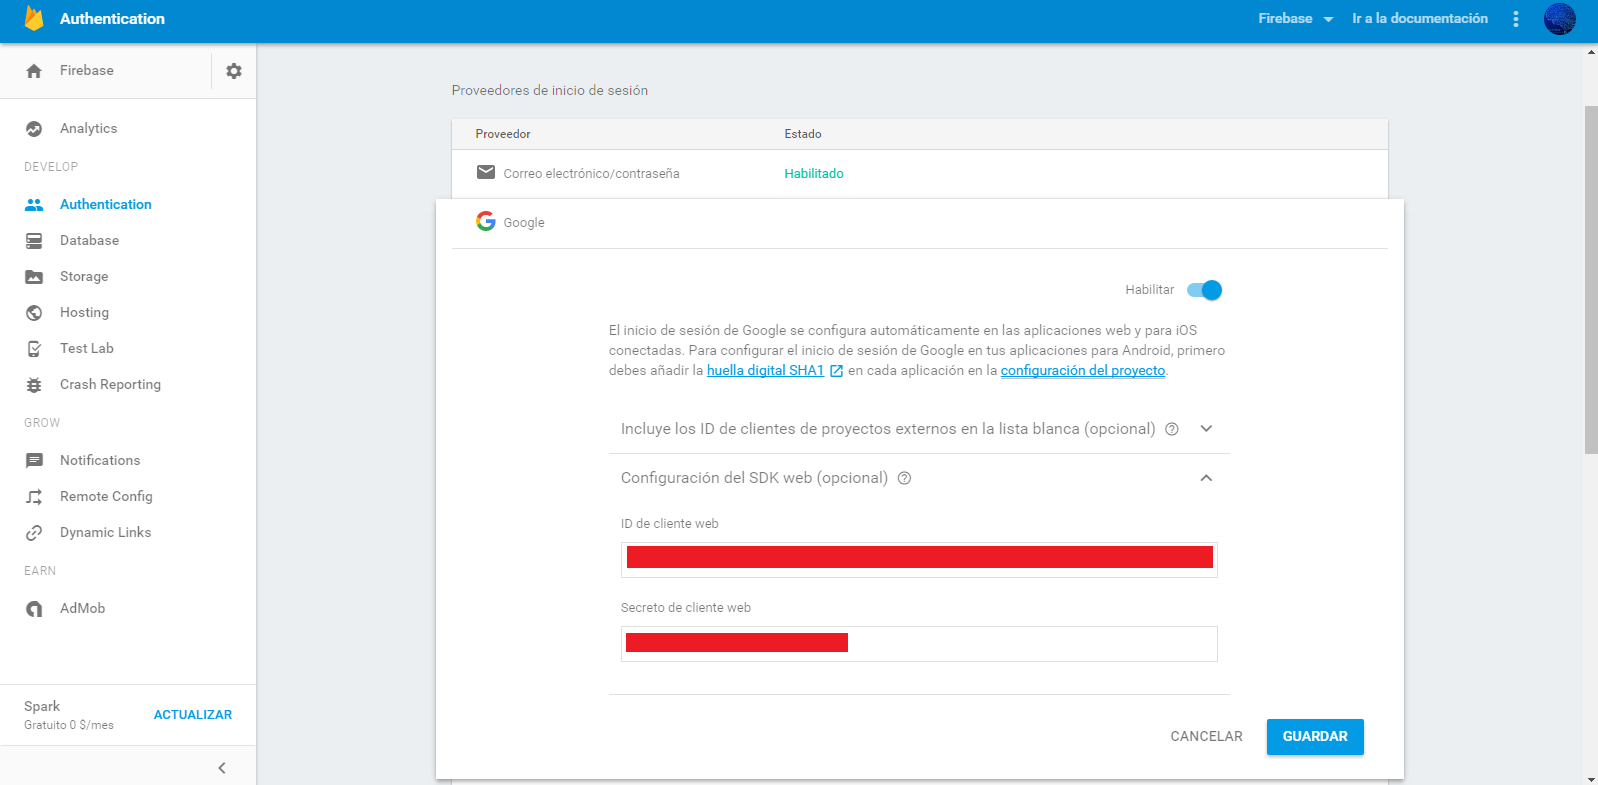 Authentication
Firebase
Ir a la documentación
Firebase
Analytics
DEVELOP
Authentication
Database
Storage
Hosting
Test Lab
Crash Reporting
GROW
Notifications
Remote Config
Dynamic Links
EARN
AdMob
Spark
Gratuito 0 $/mes
ACTUALIZAR
Proveedores de inicio de sesión
Proveedor Estado
Correo electrónico/contraseña Habilitado
Google
Habilitar
El inicio de sesión de Google se configura automáticamente en las aplicaciones web y para iOS
conectadas. Para configurar el inicio de sesión de Google en tus aplicaciones para Android, primero
debes añadir la huella digital SHA1 en cada aplicación en la configuración del proyecto.
Incluye los ID de clientes de proyectos externos en la lista blanca (opcional)
Configuración del SDK web (opcional)
ID de cliente web
Secreto de cliente web
CANCELAR
GUARDAR